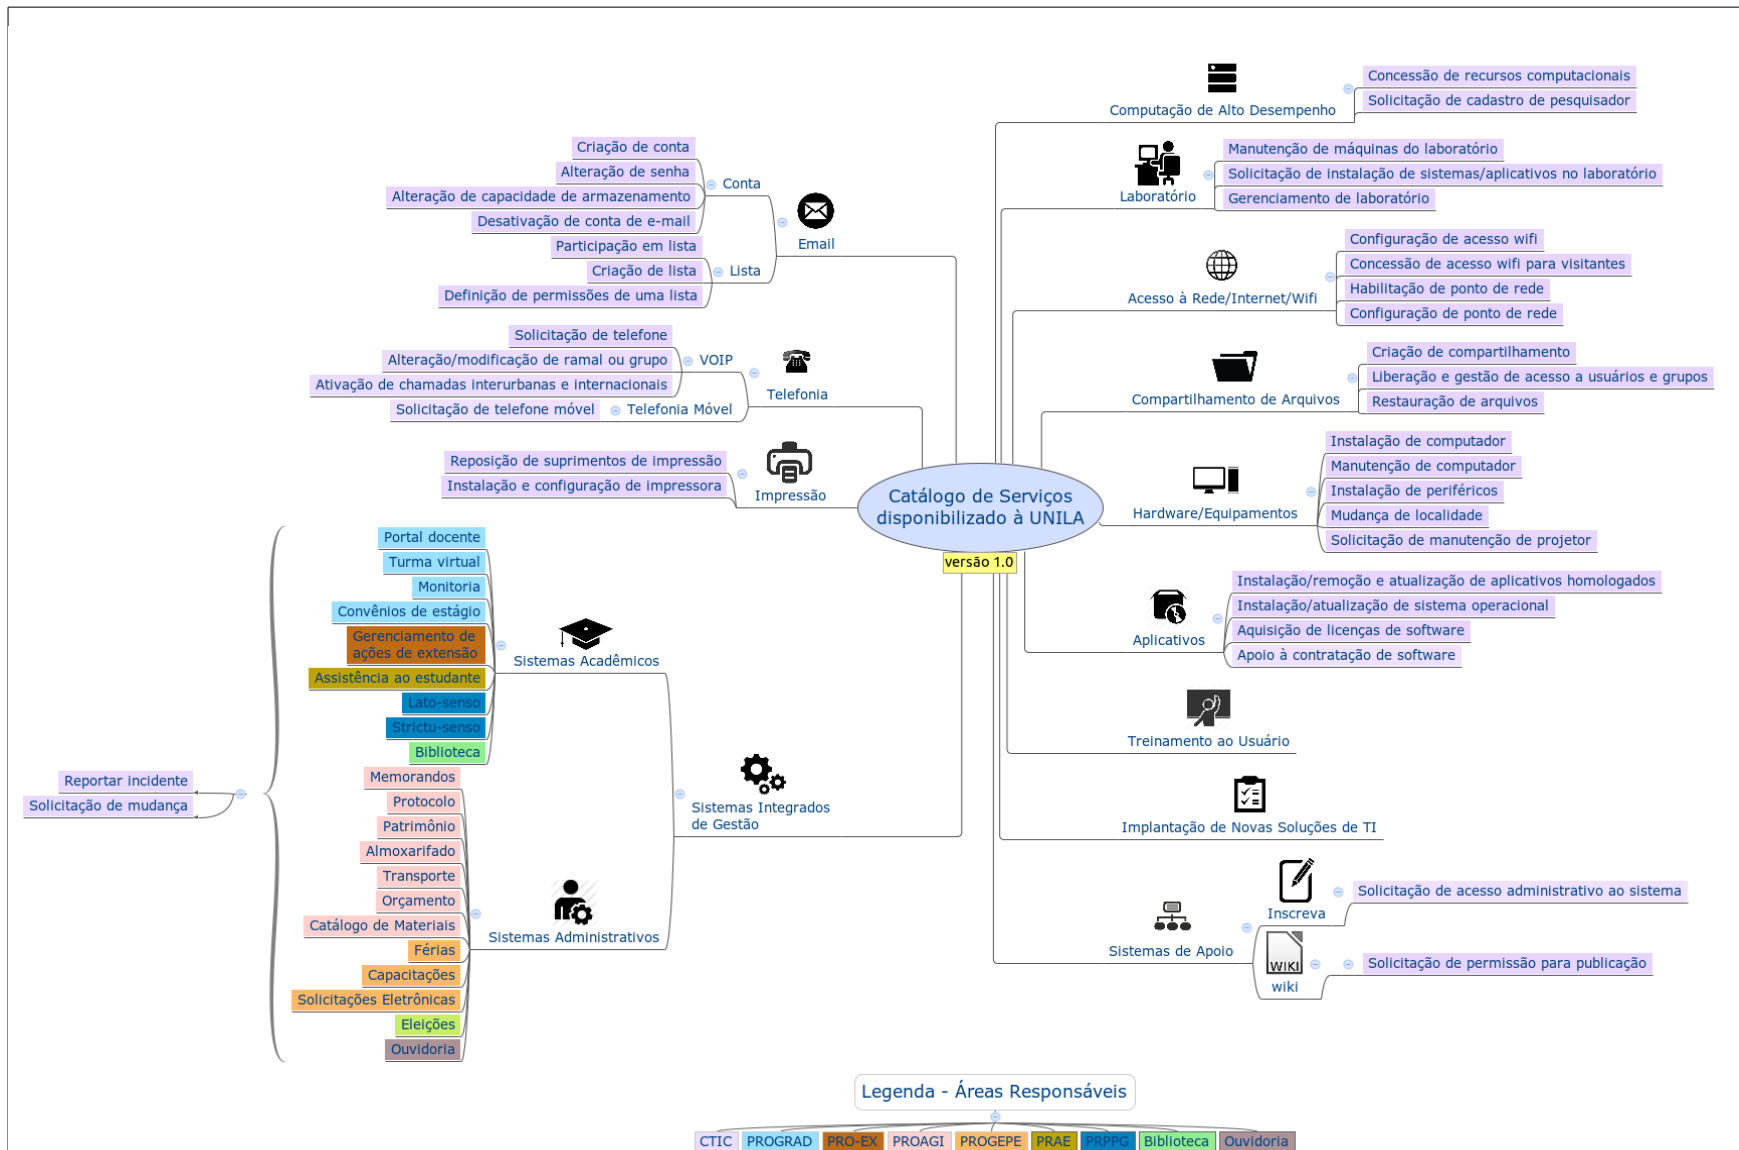 Catálogo de Serviços
disponibilizado à UNILA
versão 1.0
Email
Conta
Criação de conta
Alteração de senha
Alteração de capacidade de armazenamento
Desativação de conta de e-mail
Lista
Participação em lista
Criação de lista
Definição de permissões de uma lista
Telefonia
VOIP
Solicitação de telefone
Alteração/modificação de ramal ou grupo
Ativação de chamadas interurbanas e internacionais
Telefonia Móvel
Solicitação de telefone móvel
Impressão
Reposição de suprimentos de impressão
Instalação e configuração de impressora
Sistemas Integrados
de Gestão
Sistemas Acadêmicos
Portal docente
Turma virtual
Monitoria
Convênios de estágio
Gerenciamento de
ações de extensão
Assistência ao estudante
Lato-senso
Strictu-senso
Biblioteca
Sistemas Administrativos
Memorandos
Protocolo
Patrimônio
Almoxarifado
Transporte
Orçamento
Catálogo de Materiais
Férias
Capacitações
Solicitações Eletrônicas
Eleições
Ouvidoria
Reportar incidente
Solicitação de mudança
Computação de Alto Desempenho
Concessão de recursos computacionais
Solicitação de cadastro de pesquisador
Laboratório
Manutenção de máquinas do laboratório
Solicitação de instalação de sistemas/aplicativos no laboratório
Gerenciamento de laboratório
Acesso à Rede/Internet/Wifi
Configuração de acesso wifi
Concessão de acesso wifi para visitantes
Habilitação de ponto de rede
Configuração de ponto de rede
Compartilhamento de Arquivos
Criação de compartilhamento
Liberação e gestão de acesso a usuários e grupos
Restauração de arquivos
Hardware/Equipamentos
Instalação de computador
Manutenção de computador
Instalação de periféricos
Mudança de localidade
Solicitação de manutenção de projetor
Aplicativos
Instalação/remoção e atualização de aplicativos homologados
Instalação/atualização de sistema operacional
Aquisição de licenças de software
Apoio à contratação de software
Treinamento ao Usuário
Implantação de Novas Soluções de TI
Sistemas de Apoio
Inscreva
Solicitação de acesso administrativo ao sistema
WIKI
wiki
Solicitação de permissão para publicação
Legenda - Áreas Responsáveis
CTIC
PROGRAD
PRO-EX
PROAGI
PROGEPE
PRAE
PRPPG
Biblioteca
Ouvidoria